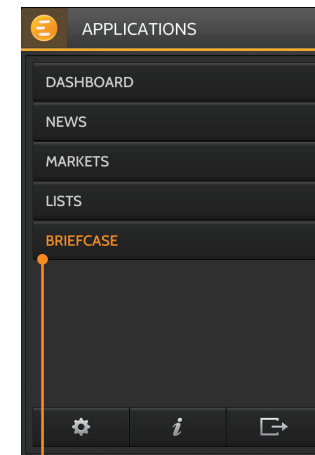 APPLICATIONS
DASHBOARD
NEWS
MARKETS
LISTS
BRIEFCASE